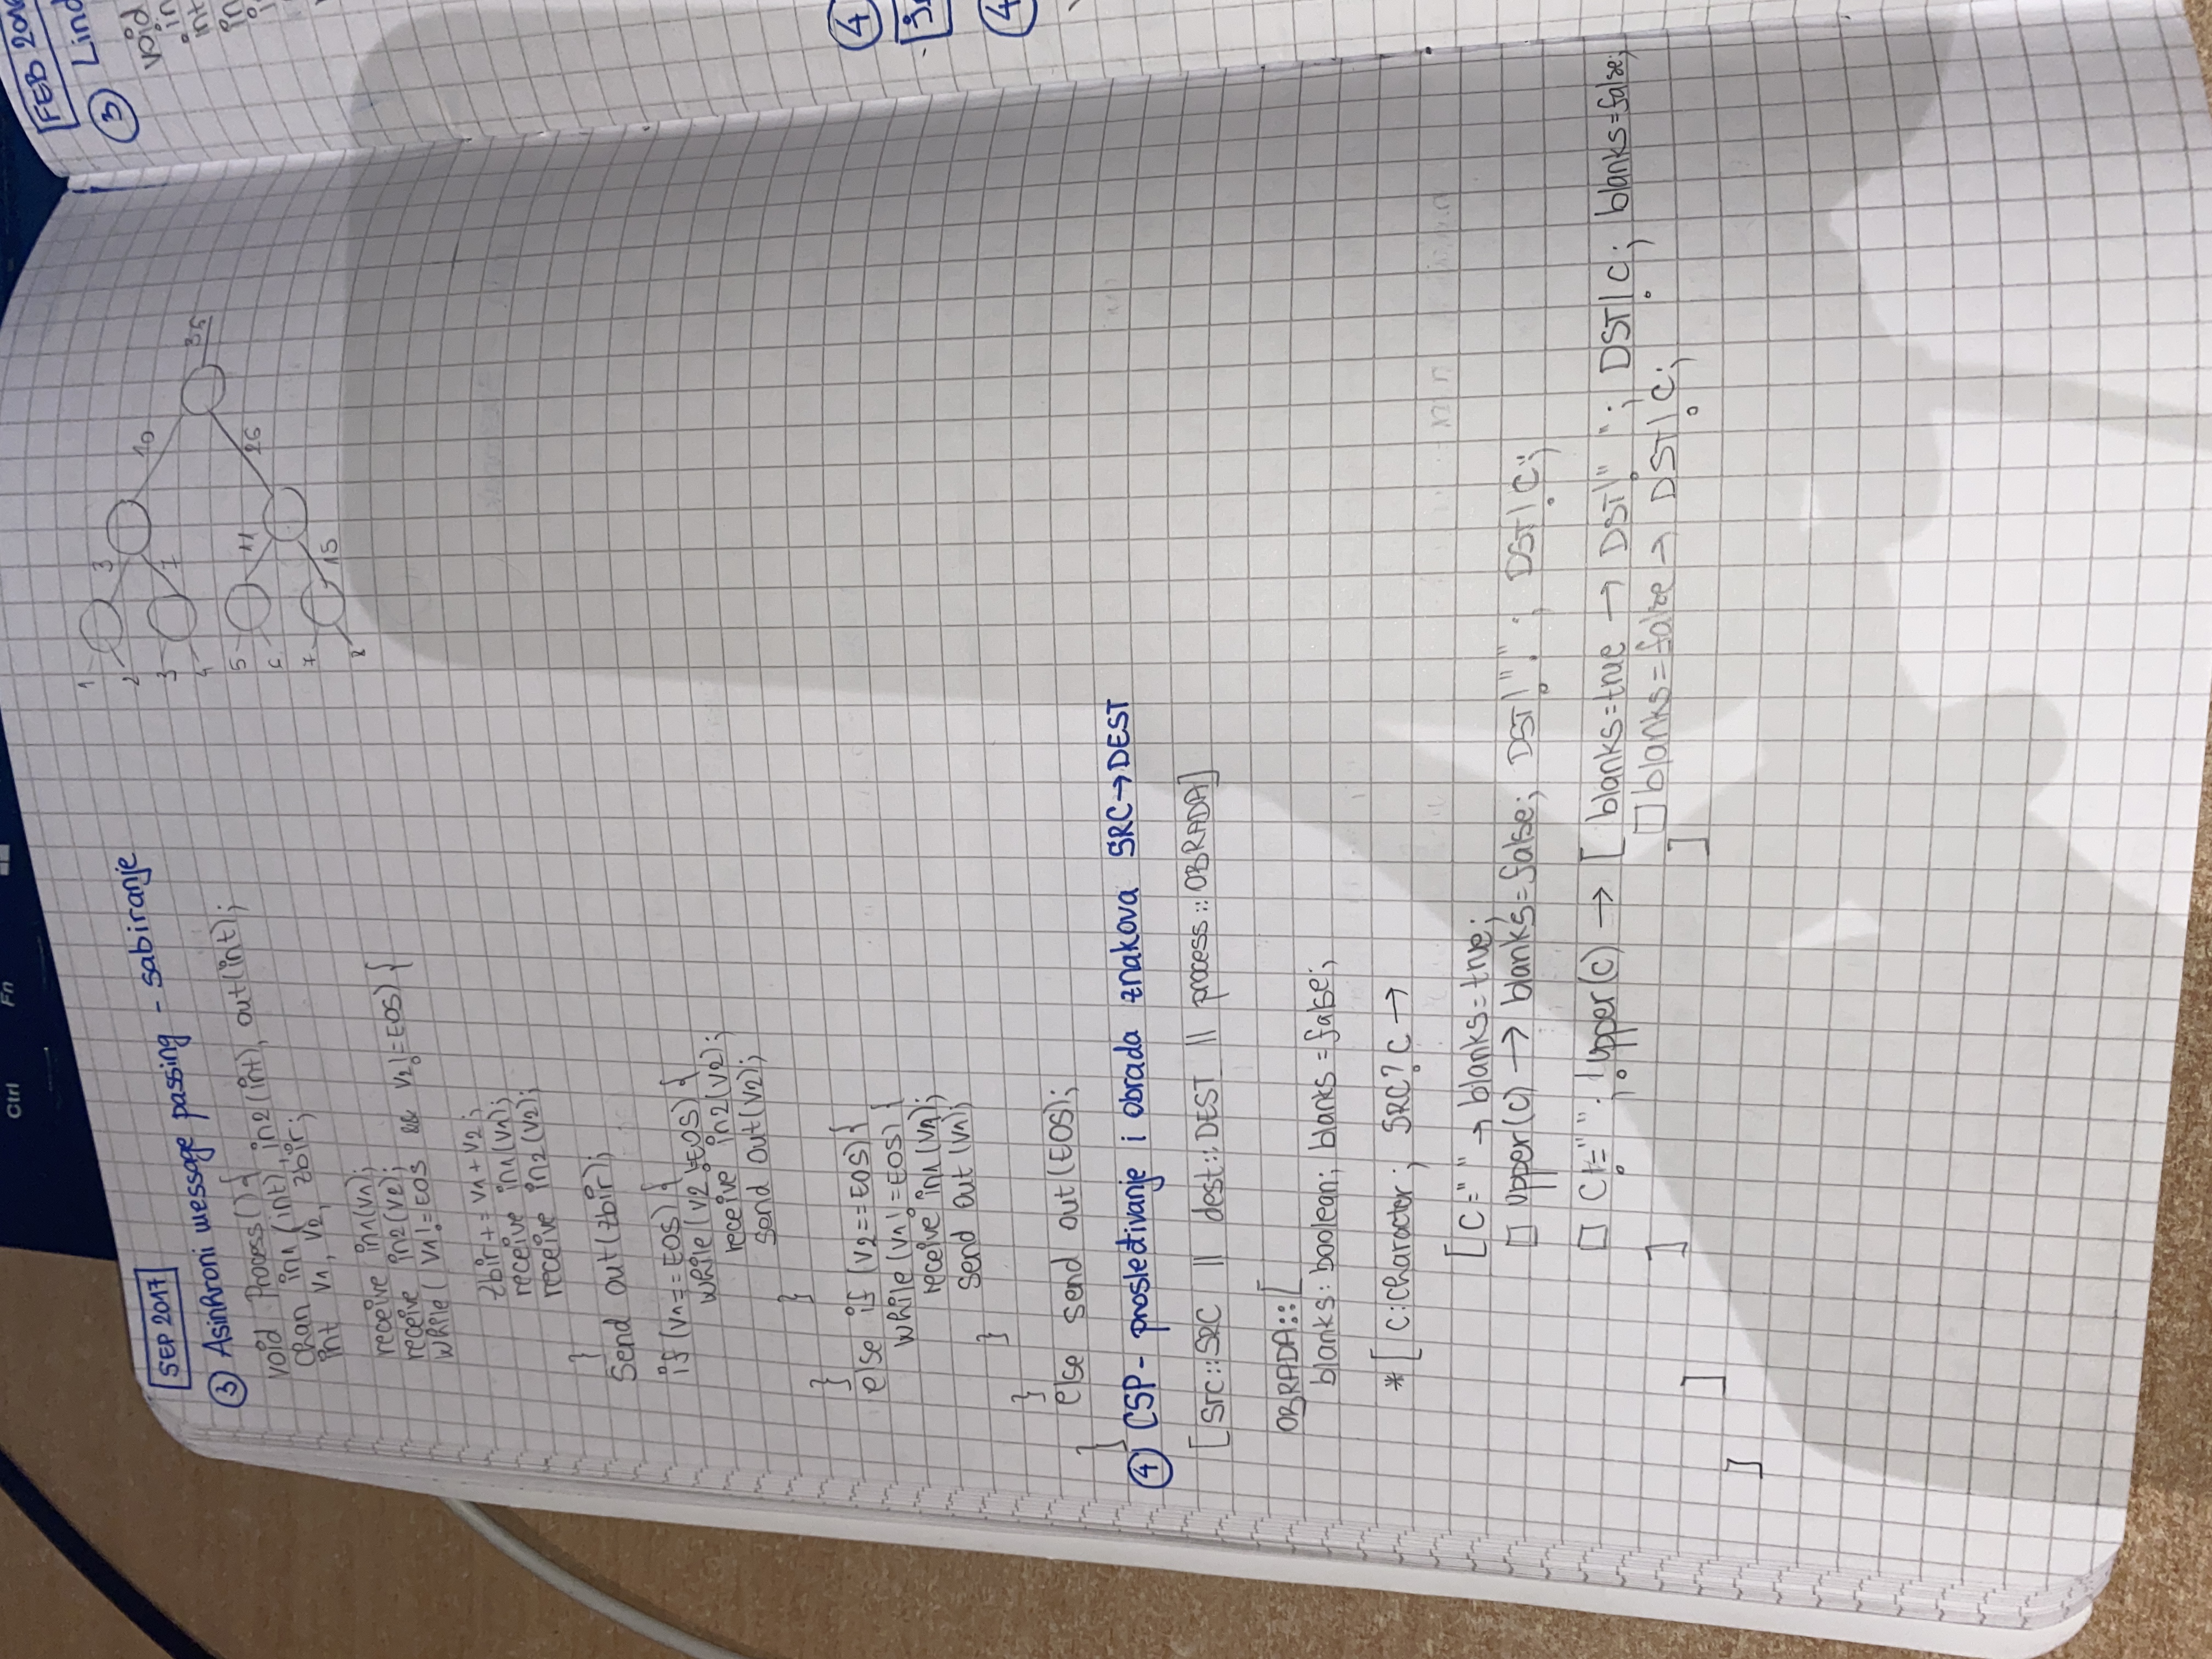 Ctrl
Fn
SEP 2017
③ Asinhroni message passing - sabiranje
void Process() {
chan in1 (int), in2 (int), out(int);
int v1, v2, zbir;
receive in1(v1);
receive in2(v2);
while( v1!=EOS && v2!=EOS) {
zbir += v1+v2;
receive in1(v1);
receive in2(v2);
}
Send out(zbir);
if (v1==EOS) {
while(v2!=EOS) {
receive in2(v2);
send out(v2);
}
}
else if (v2==EOS) {
while(v1!=EOS) {
receive in1(v1);
send out (v1);
}
}
else send out(EOS);
}
1
2
3
4
5
6
7
8
3
7
11
15
10
26
36
④ CSP- prosleđivanje i obrada znakova SRC→DEST
[ src::SRC || dest::DEST || process::OBRADA]
OBRADA::[
blanks: boolean; blanks=false;
*[ C:character; SRC?C →
[C=" " → blanks=true;
□ upper(c) → blanks=false; DST!"."; DST!C;
□ C!=" "; !upper(c) → [ blanks=true → DST!" "; DST!C; blanks=false;
□ blanks=false → DST!C;
]
]
]
]
FEB 201
③ Lind
void
in
int
in
④
④